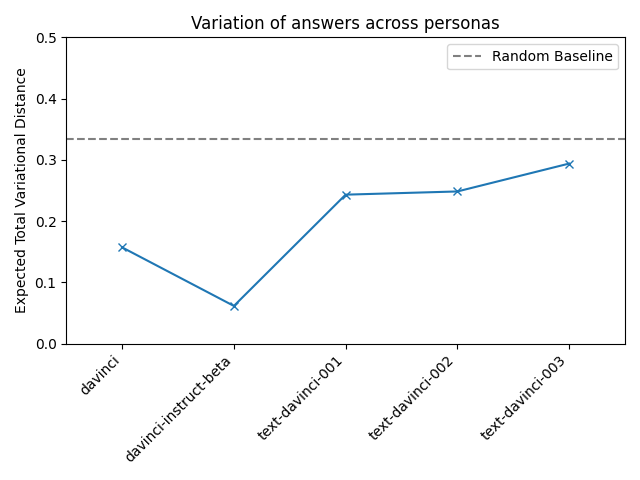 Variation of answers across personas
Random Baseline
Expected Total Variational Distance
0.5
0.4
0.3
0.2
0.1
0.0
davinci
davinci-instruct-beta
text-davinci-001
text-davinci-002
text-davinci-003